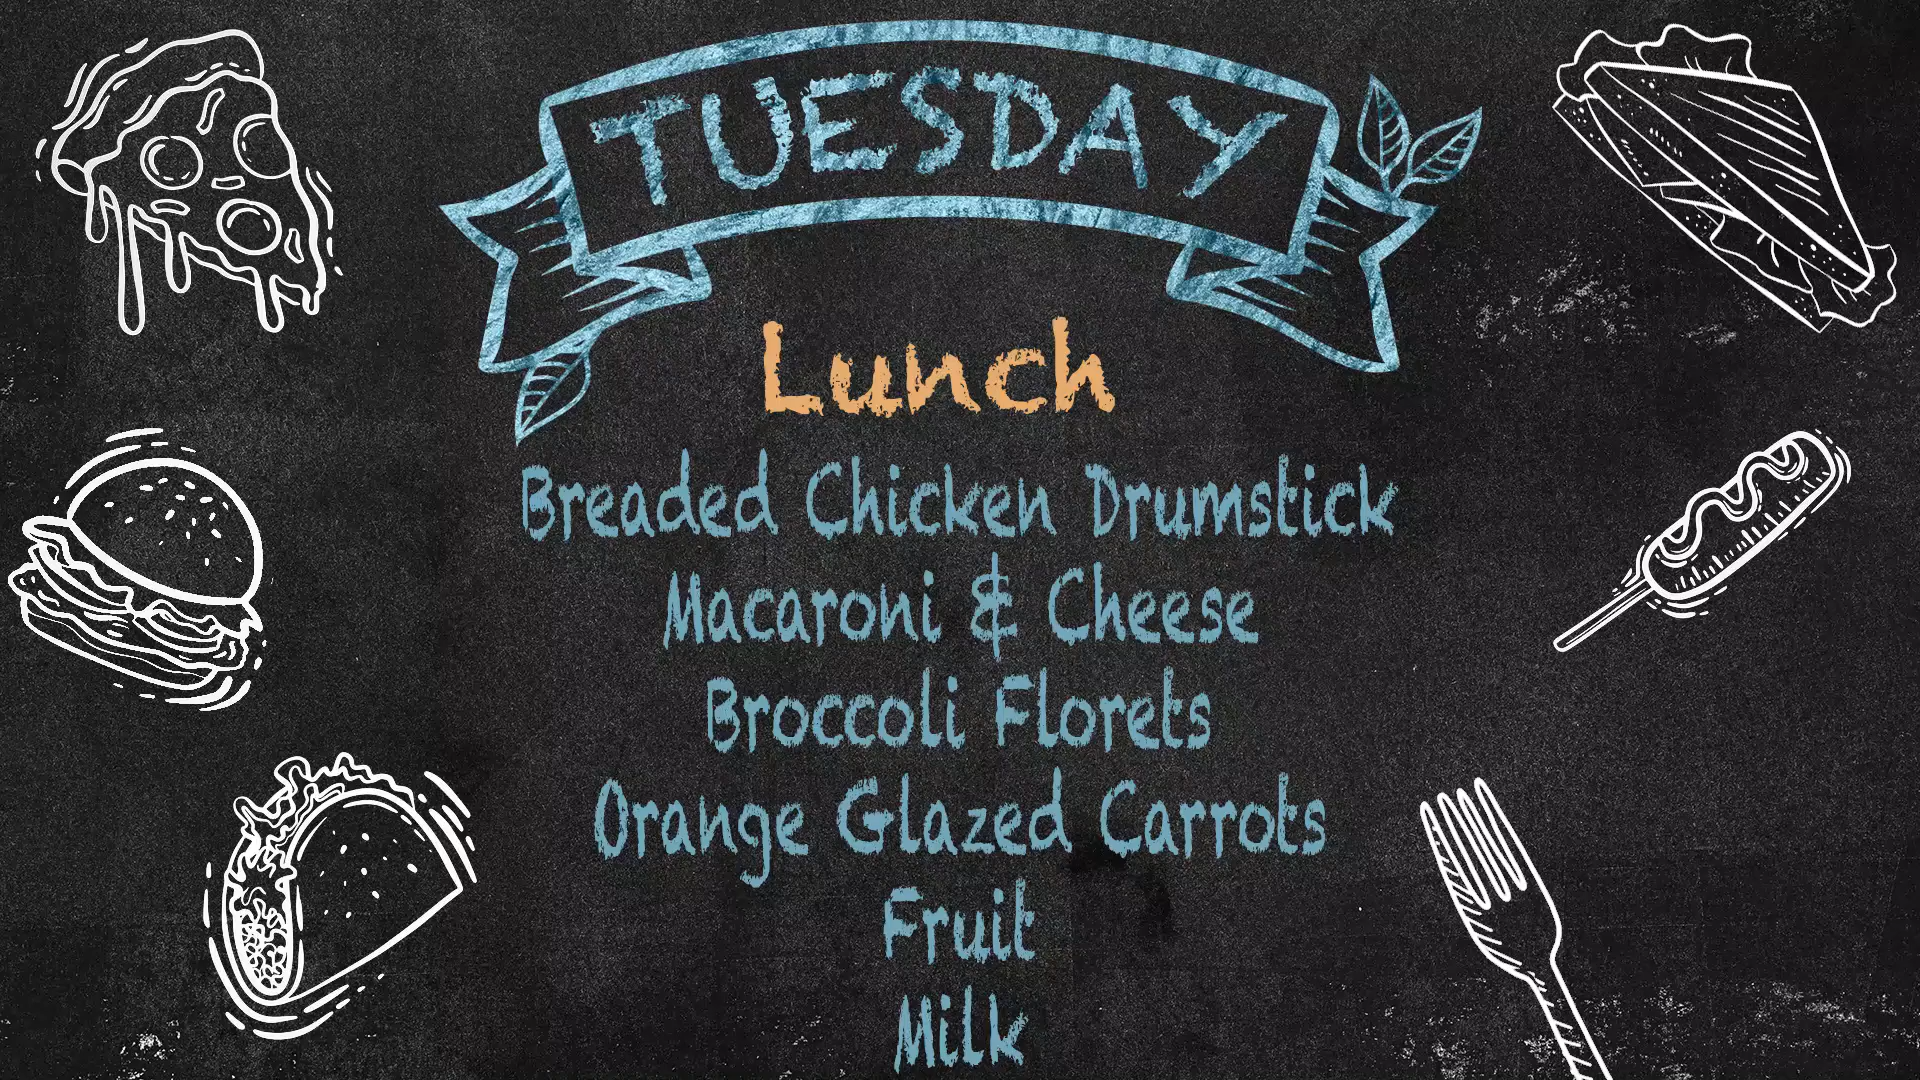 TUESDAY
Lunch
Breaded Chicken Drumstick
Macaroni & Cheese
Broccoli Florets
Orange Glazed Carrots
Fruit
Milk